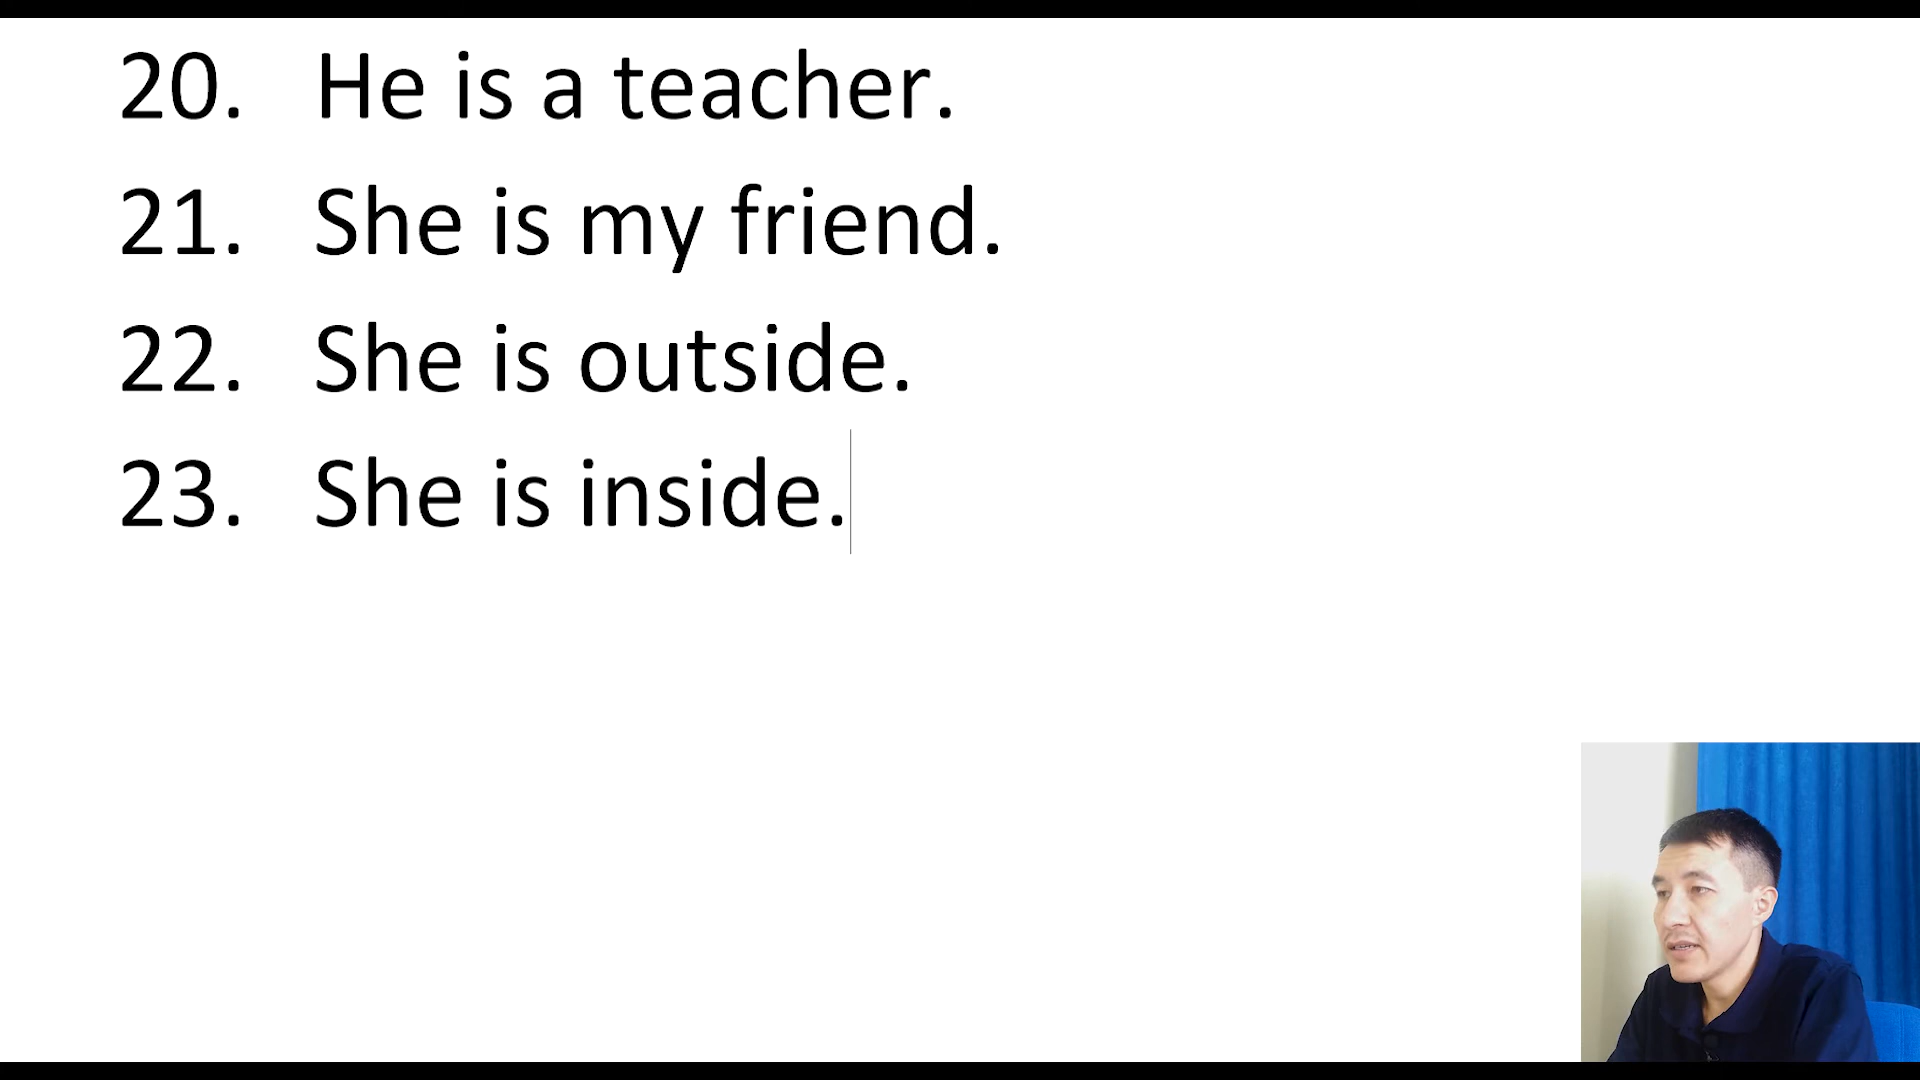 20. He is a teacher.
21. She is my friend.
22. She is outside.
23. She is inside.